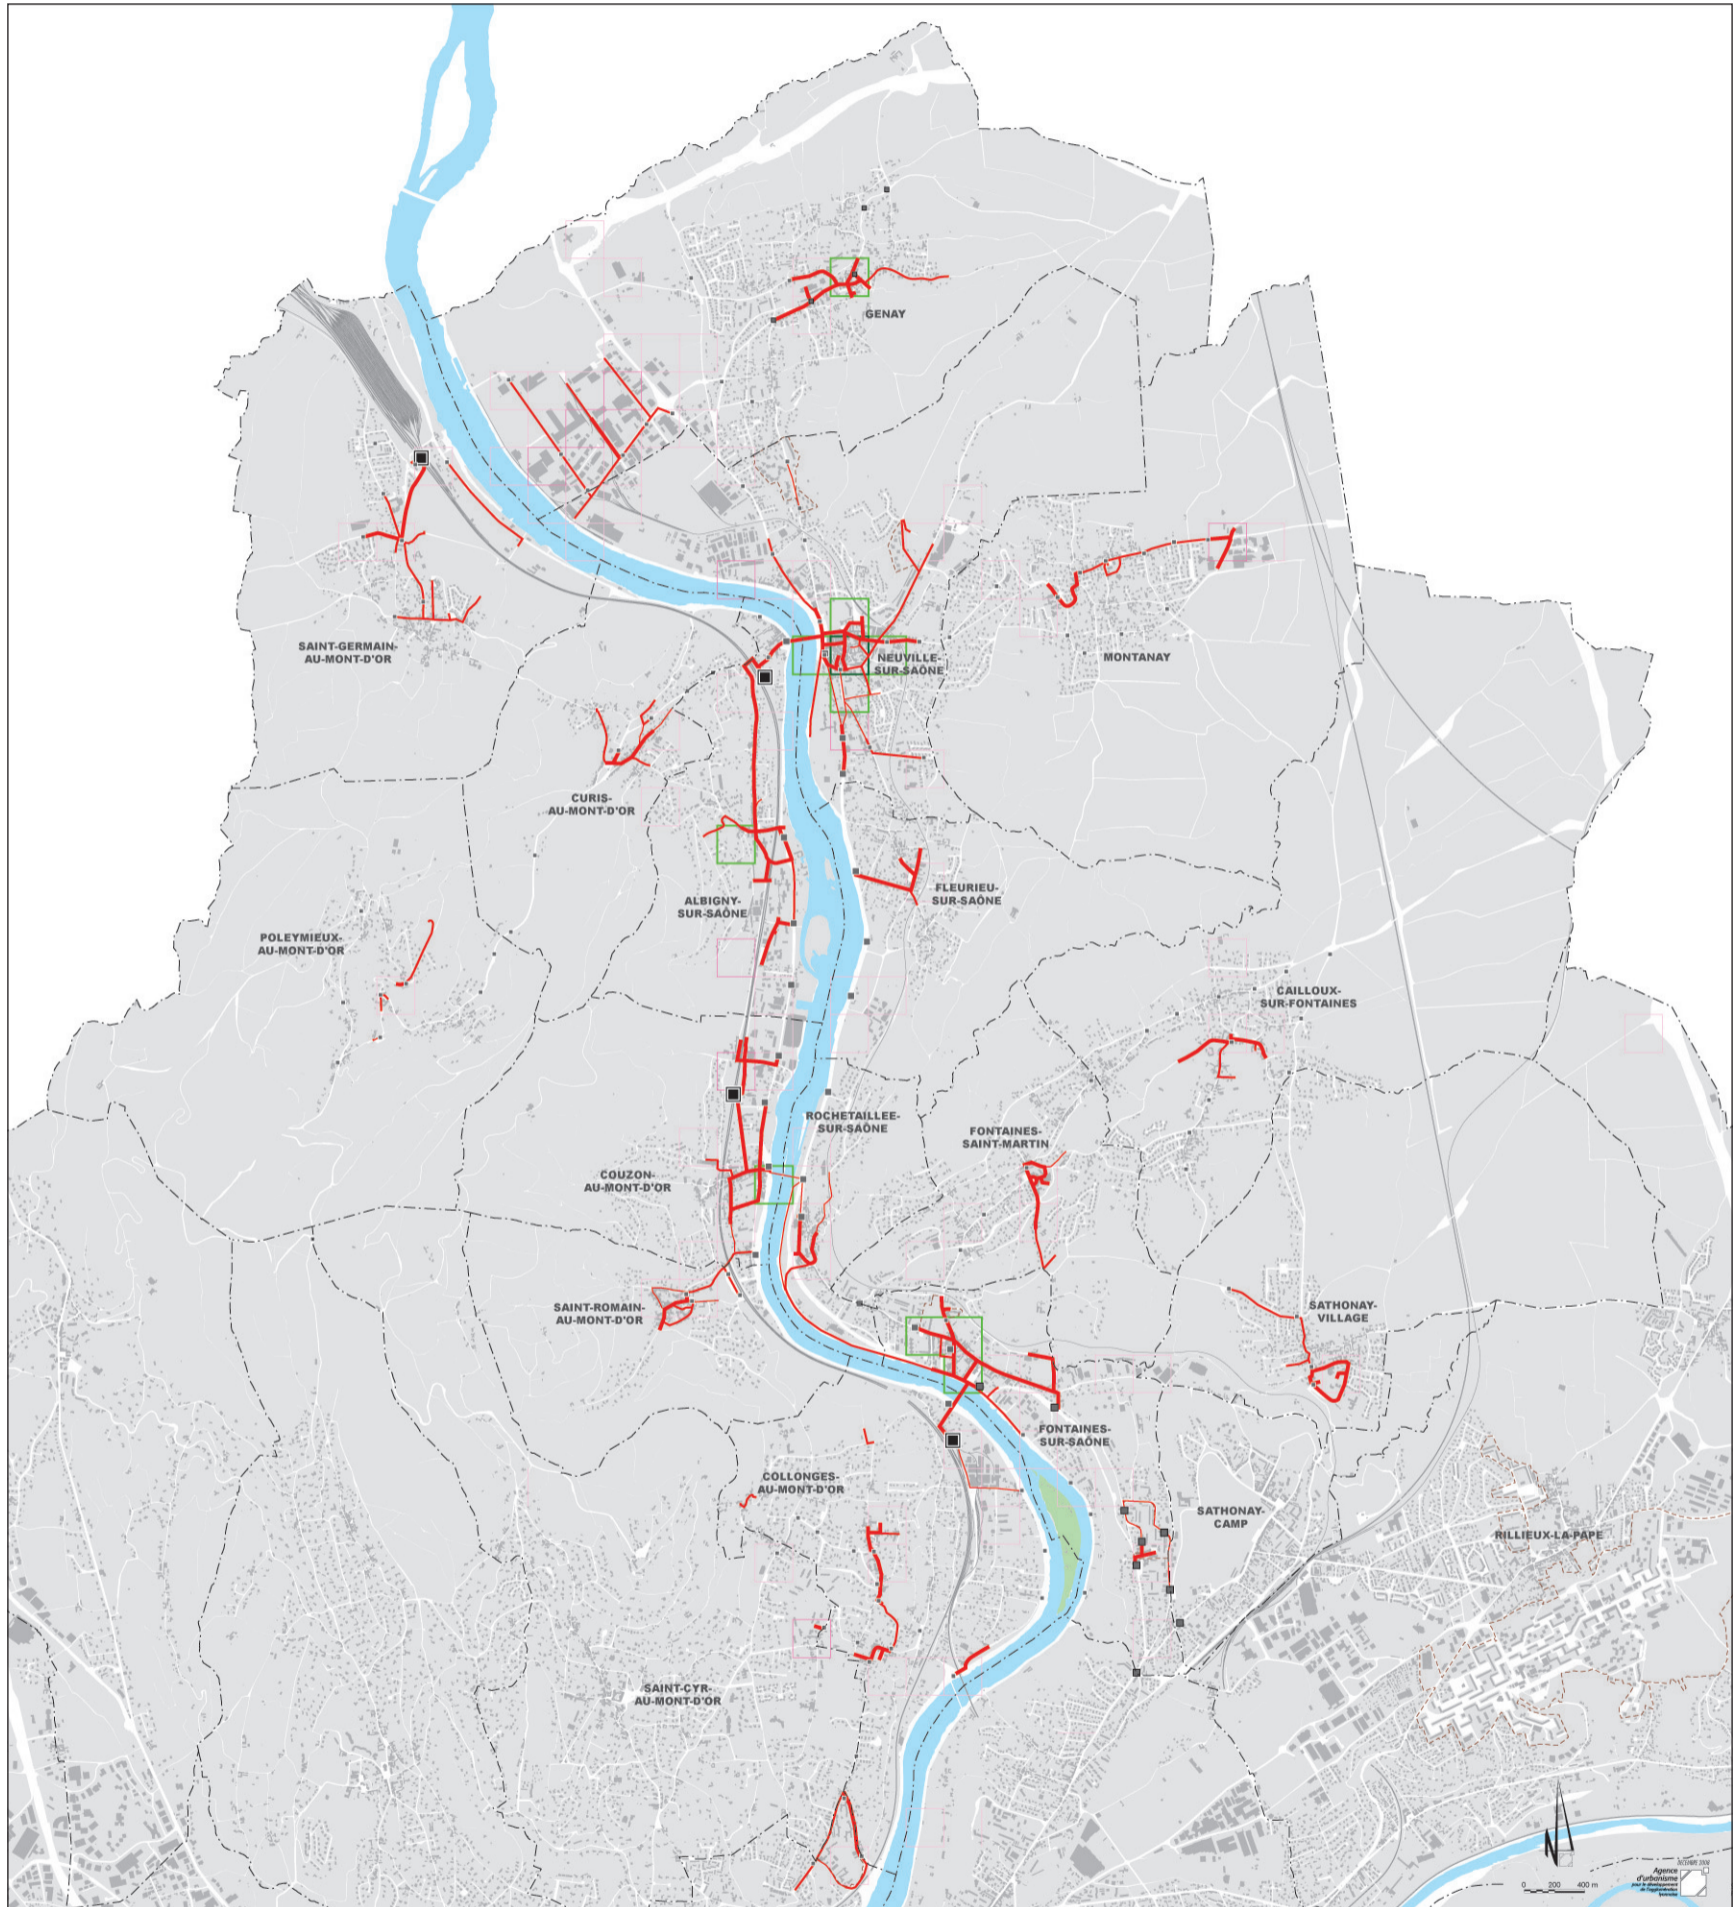 GENAY
SAINT-GERMAIN-
AU-MONT-D'OR
NEUVILLE-
SUR-SAÔNE
MONTANAY
CURIS-
AU-MONT-D'OR
ALBIGNY-
SUR-SAÔNE
FLEURIEU-
SUR-SAÔNE
POLEYMIEUX-
AU-MONT-D'OR
CAILLOUX-
SUR-FONTAINES
ROCHETAILLEE-
SUR-SAÔNE
FONTAINES-
SAINT-MARTIN
COUZON-
AU-MONT-D'OR
SAINT-ROMAIN-
AU-MONT-D'OR
SATHONAY-
VILLAGE
FONTAINES-
SUR-SAÔNE
COLLONGES-
AU-MONT-D'OR
SATHONAY-
CAMP
RILLIEUX-LA-PAPE
SAINT-CYR-
AU-MONT-D'OR
N
0 200 400 m
Agence
d'urbanisme